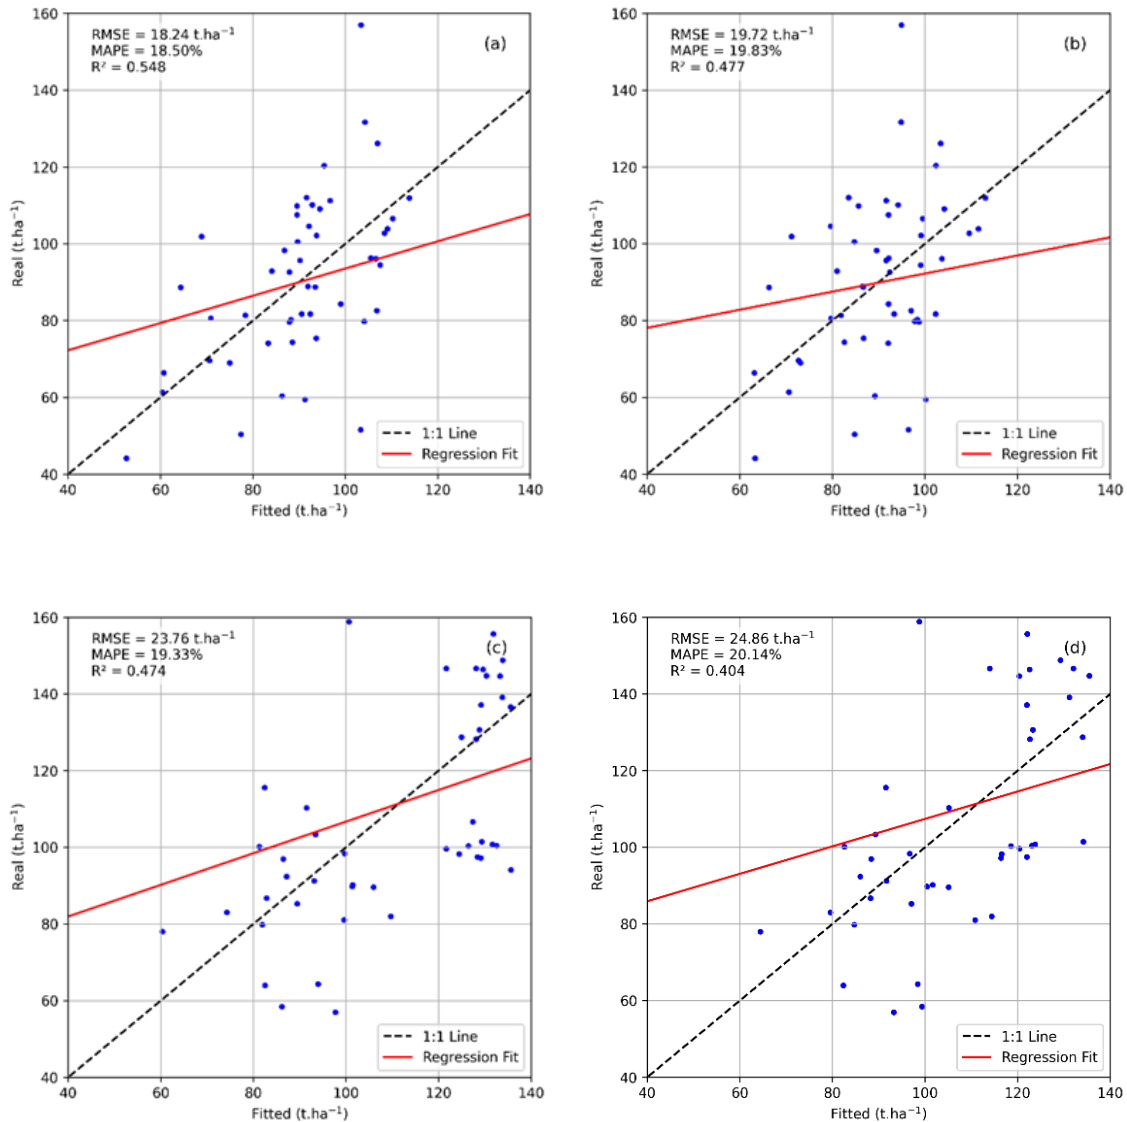 160
140
120
100
80
60
40
Real (t.ha⁻¹)
RMSE = 18.24 t.ha⁻¹
MAPE = 18.50%
R² = 0.548
(a)
1:1 Line
Regression Fit
40 60 80 100 120 140
Fitted (t.ha⁻¹)
160
140
120
100
80
60
40
Real (t.ha⁻¹)
RMSE = 19.72 t.ha⁻¹
MAPE = 19.83%
R² = 0.477
(b)
1:1 Line
Regression Fit
40 60 80 100 120 140
Fitted (t.ha⁻¹)
160
140
120
100
80
60
40
Real (t.ha⁻¹)
RMSE = 23.76 t.ha⁻¹
MAPE = 19.33%
R² = 0.474
(c)
1:1 Line
Regression Fit
40 60 80 100 120 140
Fitted (t.ha⁻¹)
160
140
120
100
80
60
40
Real (t.ha⁻¹)
RMSE = 24.86 t.ha⁻¹
MAPE = 20.14%
R² = 0.404
(d)
1:1 Line
Regression Fit
40 60 80 100 120 140
Fitted (t.ha⁻¹)